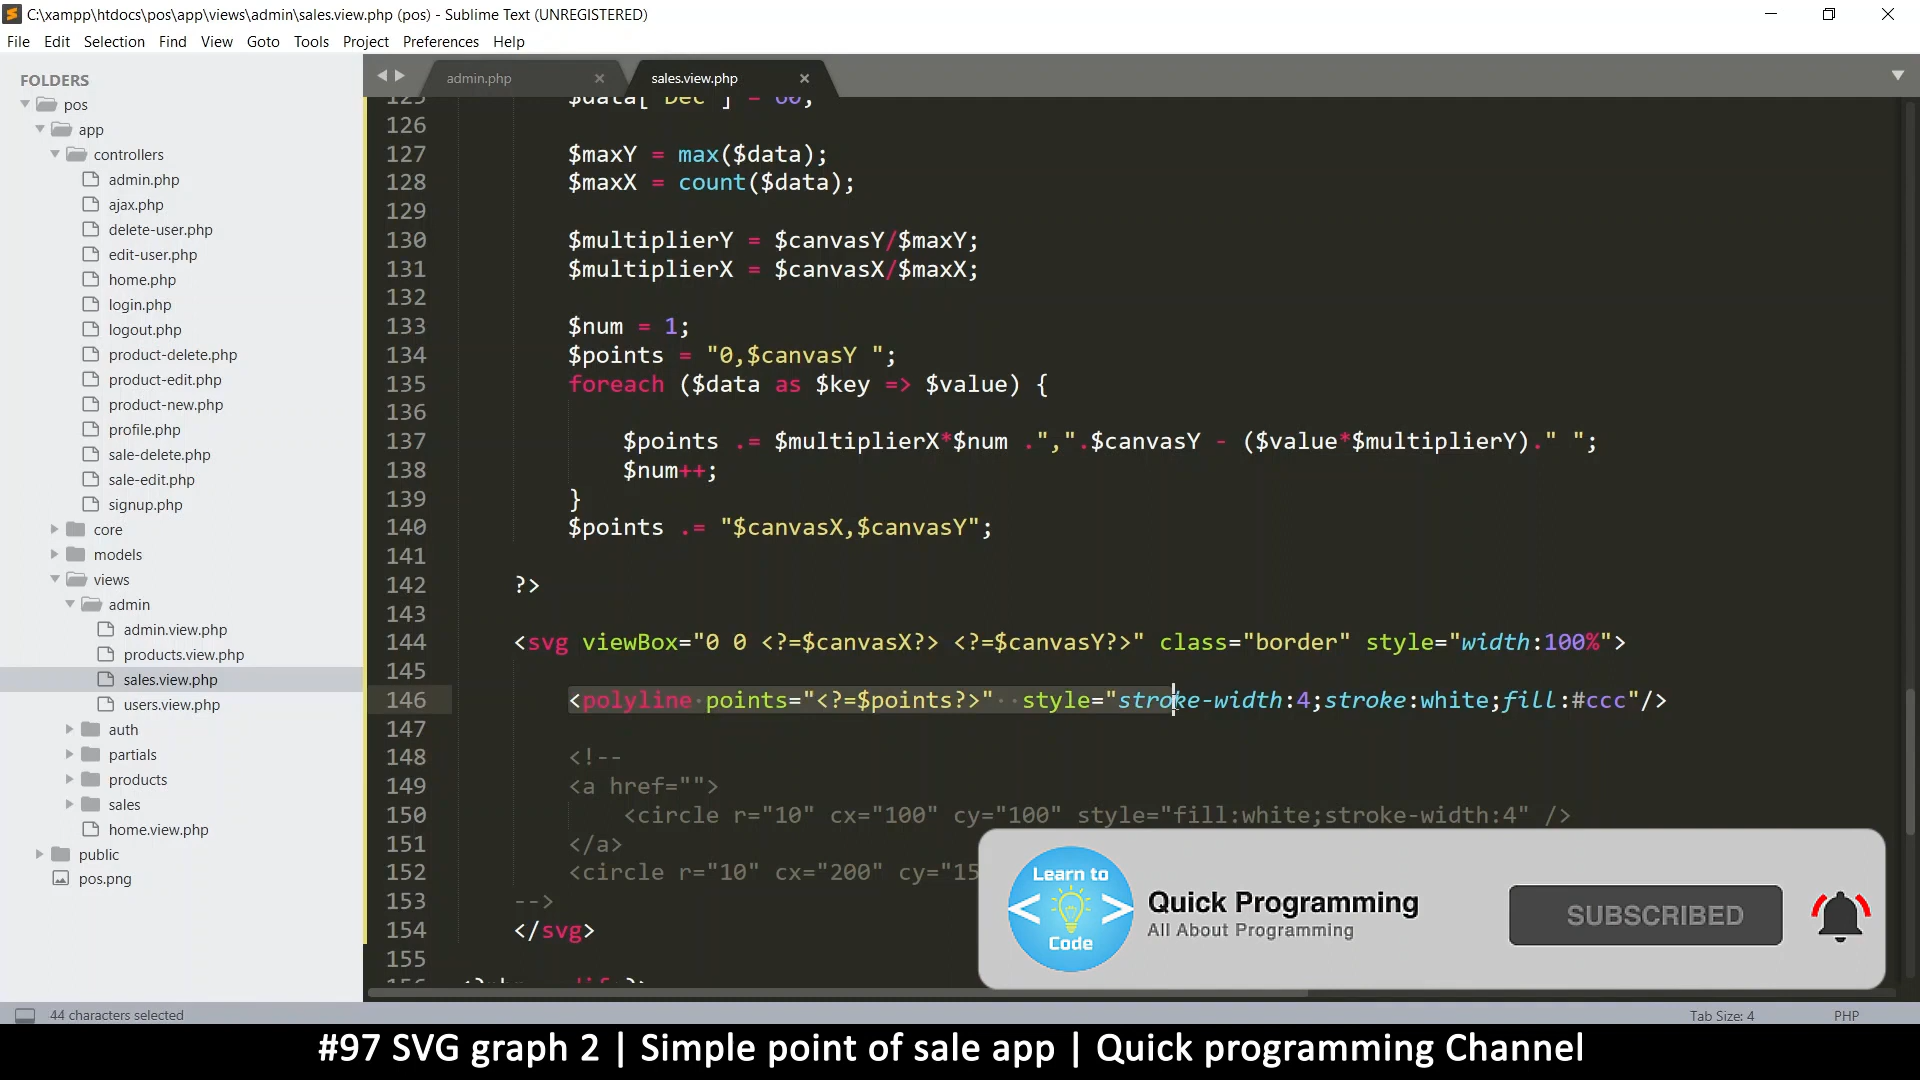 C:\xampp\htdocs\pos\app\views\admin\sales.view.php (pos) - Sublime Text (UNREGISTERED)
File Edit Selection Find View Goto Tools Project Preferences Help
FOLDERS
pos
app
controllers
admin.php
ajax.php
delete-user.php
edit-user.php
home.php
login.php
logout.php
product-delete.php
product-edit.php
product-new.php
profile.php
sale-delete.php
sale-edit.php
signup.php
core
models
views
admin
admin.view.php
products.view.php
sales.view.php
users.view.php
auth
partials
products
sales
home.view.php
public
pos.png
admin.php
sales.view.php
125 $data['Dec'] = 60;
126
127 $maxY = max($data);
128 $maxX = count($data);
129
130 $multiplierY = $canvasY/$maxY;
131 $multiplierX = $canvasX/$maxX;
132
133 $num = 1;
134 $points = "0,$canvasY ";
135 foreach ($data as $key => $value) {
136
137 $points .= $multiplierX*$num .",".$canvasY - ($value*$multiplierY)." ";
138 $num++;
139 }
140 $points .= "$canvasX,$canvasY";
141
142 ?>
143
144 <svg viewBox="0 0 <?=$canvasX?> <?=$canvasY?>" class="border" style="width:100%">
145
146 <polyline points="<?=$points?>"  style="stroke-width:4;stroke:white;fill:#ccc"/>
147
148 <!--
149 <a href="">
150 <circle r="10" cx="100" cy="100" style="fill:white;stroke-width:4" />
151 </a>
152 <circle r="10" cx="200" cy="15
153 -->
154 </svg>
155
Learn to
< >
Code
Quick Programming
All About Programming
SUBSCRIBED
44 characters selected
Tab Size: 4
PHP
#97 SVG graph 2 | Simple point of sale app | Quick programming Channel